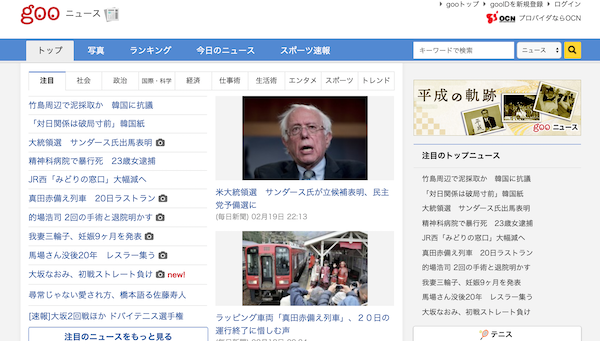 goo ニュース
goo トップ
gooIDを新規登録
ログイン
OCN プロバイダならOCN
トップ
写真
ランキング
今日のニュース
スポーツ速報
キーワードで検索
ニュース
注目
社会
政治
国際・科学
経済
仕事術
生活術
エンタメ
スポーツ
トレンド
竹島周辺で泥採取か 韓国に抗議
「対日関係は破局寸前」韓国紙
大統領選 サンダース氏出馬表明
精神科病院で暴行死 23歳女逮捕
JR西「みどりの窓口」大幅減へ
真田赤備え列車 20日ラストラン
的場浩司 2回の手術と退院明かす
我妻三輪子、妊娠9ヶ月を発表
馬場さん没後20年 レスラー集う
大坂なおみ、初戦ストレート負け new!
尋常じゃない愛され方、橋本語る佐藤寿人
[速報]大坂2回戦ほか ドバイテニス選手権
注目のニュースをもっと見る
米大統領選 サンダース氏が立候補表明、民主
党予備選に
(毎日新聞) 02月19日 22:13
ラッピング車両「真田赤備え列車」、２０日の
運行終了に惜しむ声
平成の軌跡
goo ニュース
注目のトップニュース
竹島周辺で泥採取か 韓国に抗議
「対日関係は破局寸前」韓国紙
大統領選 サンダース氏出馬表明
精神科病院で暴行死 23歳女逮捕
JR西「みどりの窓口」大幅減へ
真田赤備え列車 20日ラストラン
的場浩司 2回の手術と退院明かす
我妻三輪子、妊娠9ヶ月を発表
馬場さん没後20年 レスラー集う
大坂なおみ、初戦ストレート負け
テニス